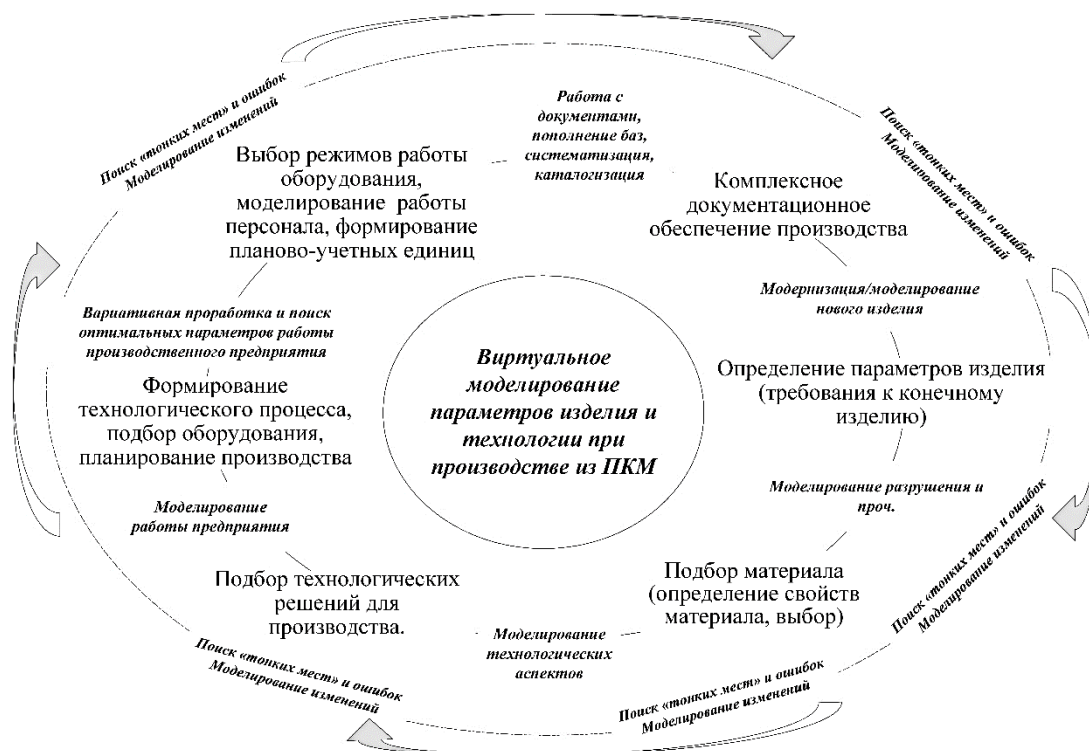 Поиск «тонких мест» и ошибок
Моделирование изменений
Работа с
документами,
пополнение баз,
систематизация,
каталогизация
Поиск «тонких мест» и ошибок
Моделирование изменений
Выбор режимов работы
оборудования,
моделирование работы
персонала, формирование
планово-учетных единиц
Комплексное
документационное
обеспечение производства
Модернизация/моделирование
нового изделия
Вариативная проработка и поиск
оптимальных параметров работы
производственного предприятия
Виртуальное
моделирование
параметров изделия и
технологии при
производстве из ПКМ
Определение параметров изделия
(требования к конечному
изделию)
Формирование
технологического процесса,
подбор оборудования,
планирование производства
Моделирование разрушения и
проч.
Моделирование
работы предприятия
Подбор материала
(определение свойств
материала, выбор)
Поиск «тонких мест» и ошибок
Моделирование изменений
Подбор технологических
решений для
производства.
Моделирование
технологических
аспектов
Поиск «тонких мест» и ошибок
Моделирование изменений
Поиск «тонких мест» и ошибок
Моделирование изменений